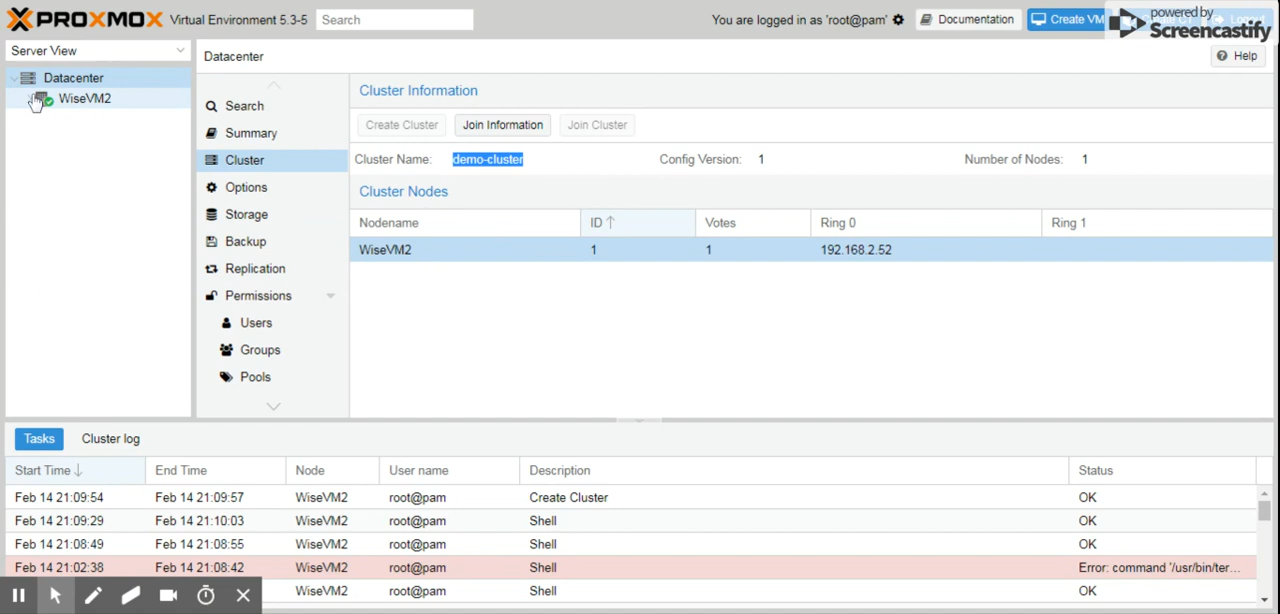 PROXMOX Virtual Environment 5.3-5 Search You are logged in as 'root@pam' Documentation Create VM
powered by
Screencastify
Server View
Datacenter
WiseVM2
Datacenter
Help
Search
Summary
Cluster
Options
Storage
Backup
Replication
Permissions
Users
Groups
Pools
Cluster Information
Create Cluster Join Information Join Cluster
Cluster Name: demo-cluster Config Version: 1 Number of Nodes: 1
Cluster Nodes
Nodename ID ↑ Votes Ring 0 Ring 1
WiseVM2 1 1 192.168.2.52
Tasks Cluster log
Start Time ↓ End Time Node User name Description Status
Feb 14 21:09:54 Feb 14 21:09:57 WiseVM2 root@pam Create Cluster OK
Feb 14 21:09:29 Feb 14 21:10:03 WiseVM2 root@pam Shell OK
Feb 14 21:08:49 Feb 14 21:08:55 WiseVM2 root@pam Shell OK
Feb 14 21:02:38 Feb 14 21:08:42 WiseVM2 root@pam Shell Error: command '/usr/bin/ter...
WiseVM2 root@pam Shell OK